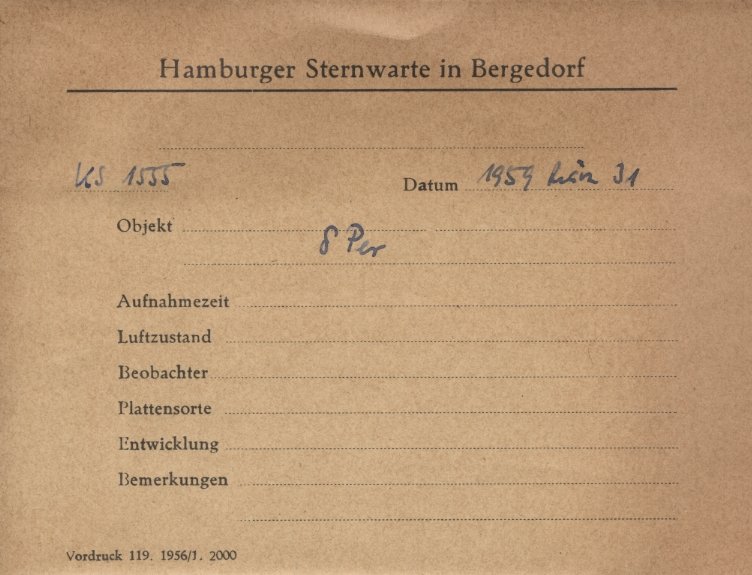 Hamburger Sternwarte in Bergedorf
KS 1555
Datum 1959 März 31
Objekt
δ Per
Aufnahmezeit
Luftzustand
Beobachter
Plattensorte
Entwicklung
Bemerkungen
Vordruck 119. 1956/1. 2000